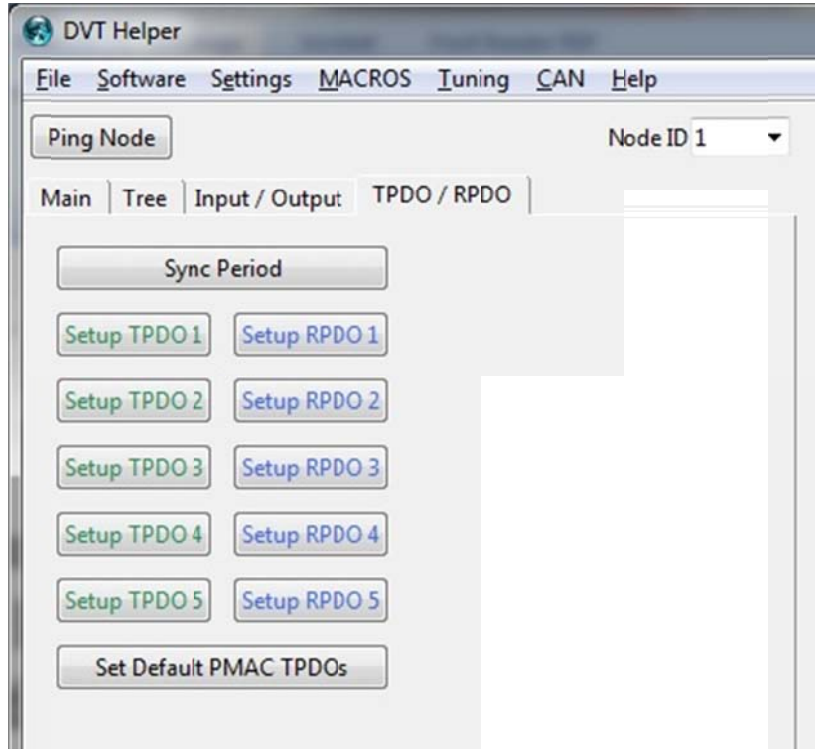 DVT Helper
File Software Settings MACROS Tuning CAN Help
Ping Node Node ID 1
Main Tree Input / Output TPDO / RPDO
Sync Period
Setup TPDO 1 Setup RPDO 1
Setup TPDO 2 Setup RPDO 2
Setup TPDO 3 Setup RPDO 3
Setup TPDO 4 Setup RPDO 4
Setup TPDO 5 Setup RPDO 5
Set Default PMAC TPDOs